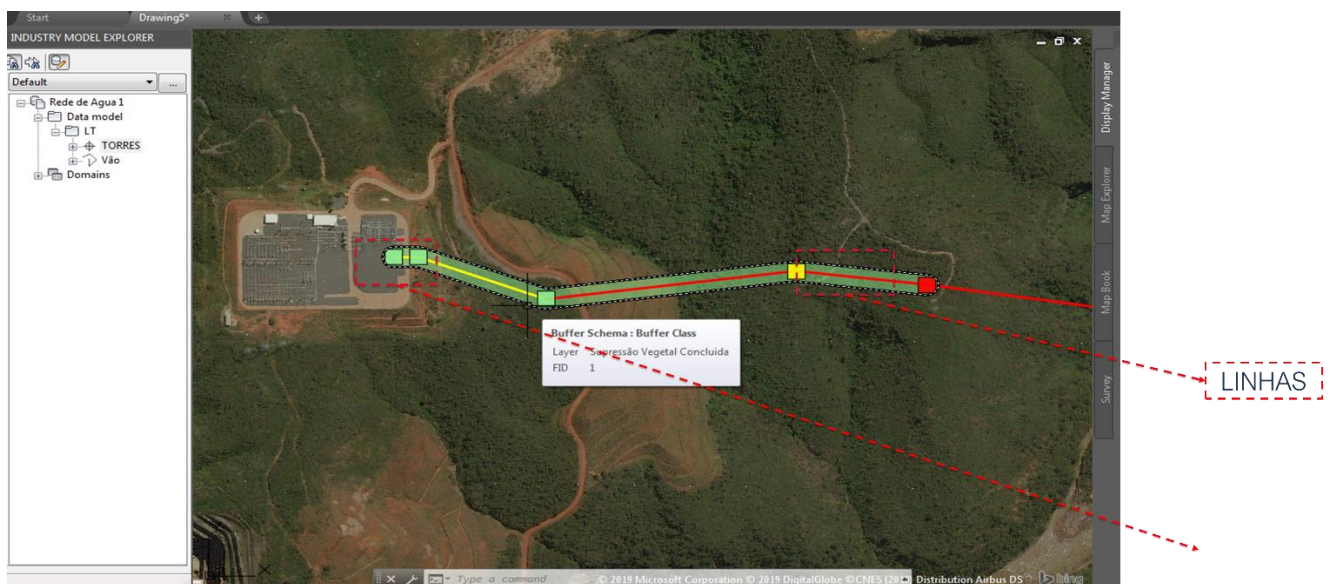 Start
Drawing5*
INDUSTRY MODEL EXPLORER
Default
...
Rede de Agua 1
Data model
LT
TORRES
Vão
Domains
Display Manager
Map Explorer
Map Book
Survey
Buffer Schema : Buffer Class
Layer Supressão Vegetal Concluida
FID 1
LINHAS
Type a command
© 2019 Microsoft Corporation © 2019 DigitalGlobe ©CNES (20 Distribution Airbus DS
bing